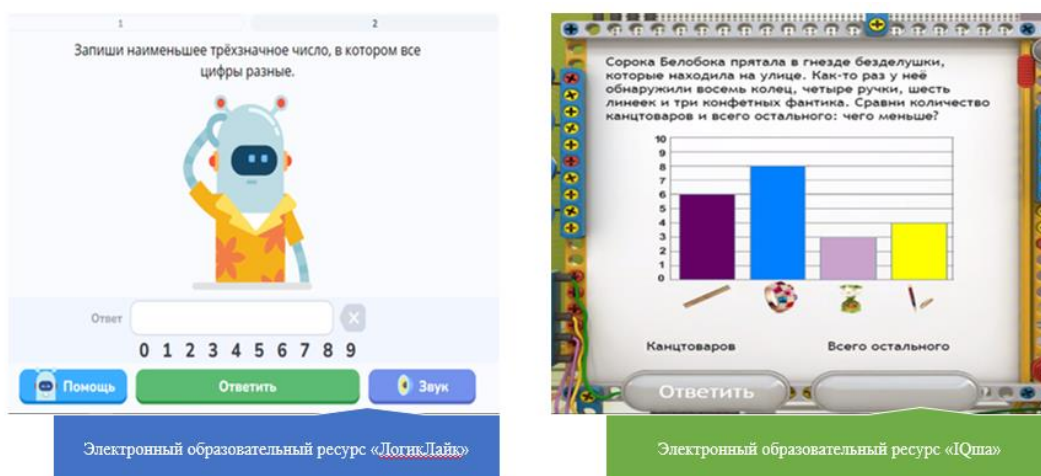 1
2
Запиши наименьшее трёхзначное число, в котором все
цифры разные.
Ответ
0 1 2 3 4 5 6 7 8 9
Помощь
Ответить
Звук
Электронный образовательный ресурс «ЛогикЛайк»
Сорока Белобока прятала в гнезде безделушки,
которые находила на улице. Как-то раз у неё
обнаружили восемь колец, четыре ручки, шесть
линеек и три конфетных фантика. Сравни количество
канцтоваров и всего остального: чего меньше?
10
9
8
7
6
5
4
3
2
1
0
Канцтоваров
Всего остального
Ответить
Электронный образовательный ресурс «IQша»